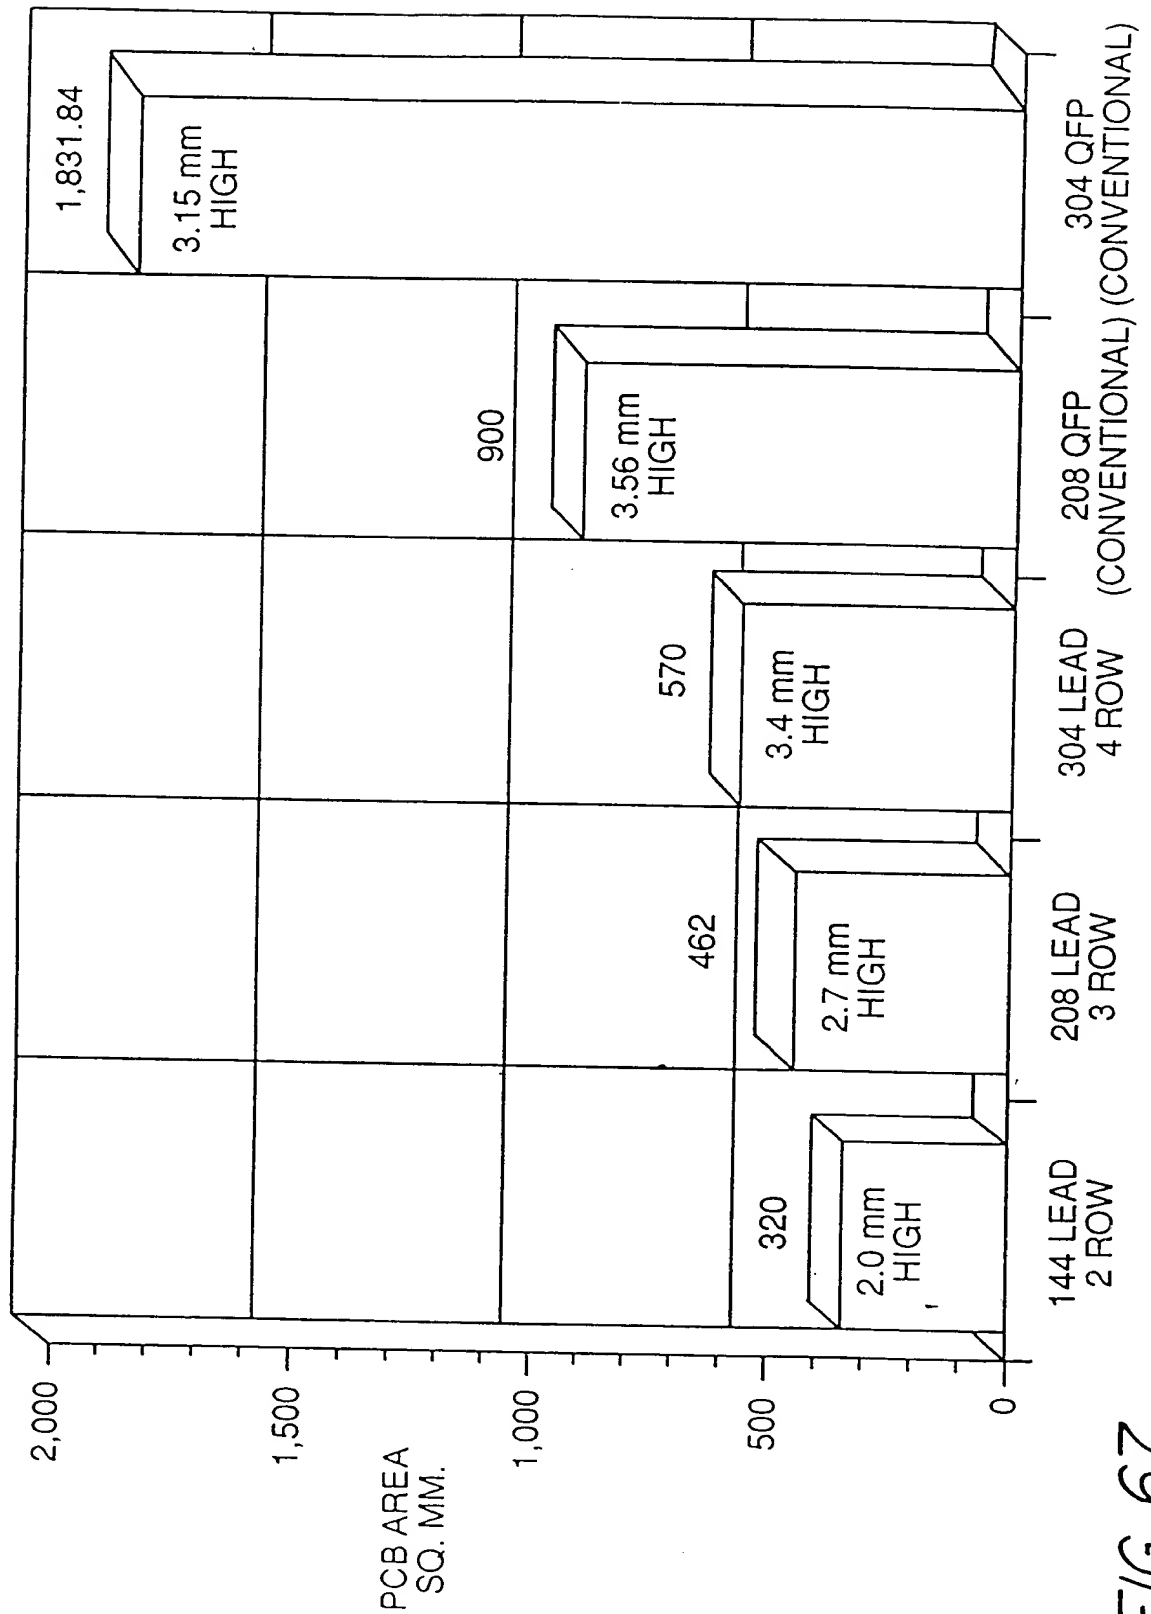 2,000
1,500
1,000
500
0
PCB AREA
SQ. MM.
320
2.0 mm
HIGH
462
2.7 mm
HIGH
570
3.4 mm
HIGH
900
3.56 mm
HIGH
1,831.84
3.15 mm
HIGH
144 LEAD
2 ROW
208 LEAD
3 ROW
304 LEAD
4 ROW
208 QFP
(CONVENTIONAL)
304 QFP
(CONVENTIONAL)